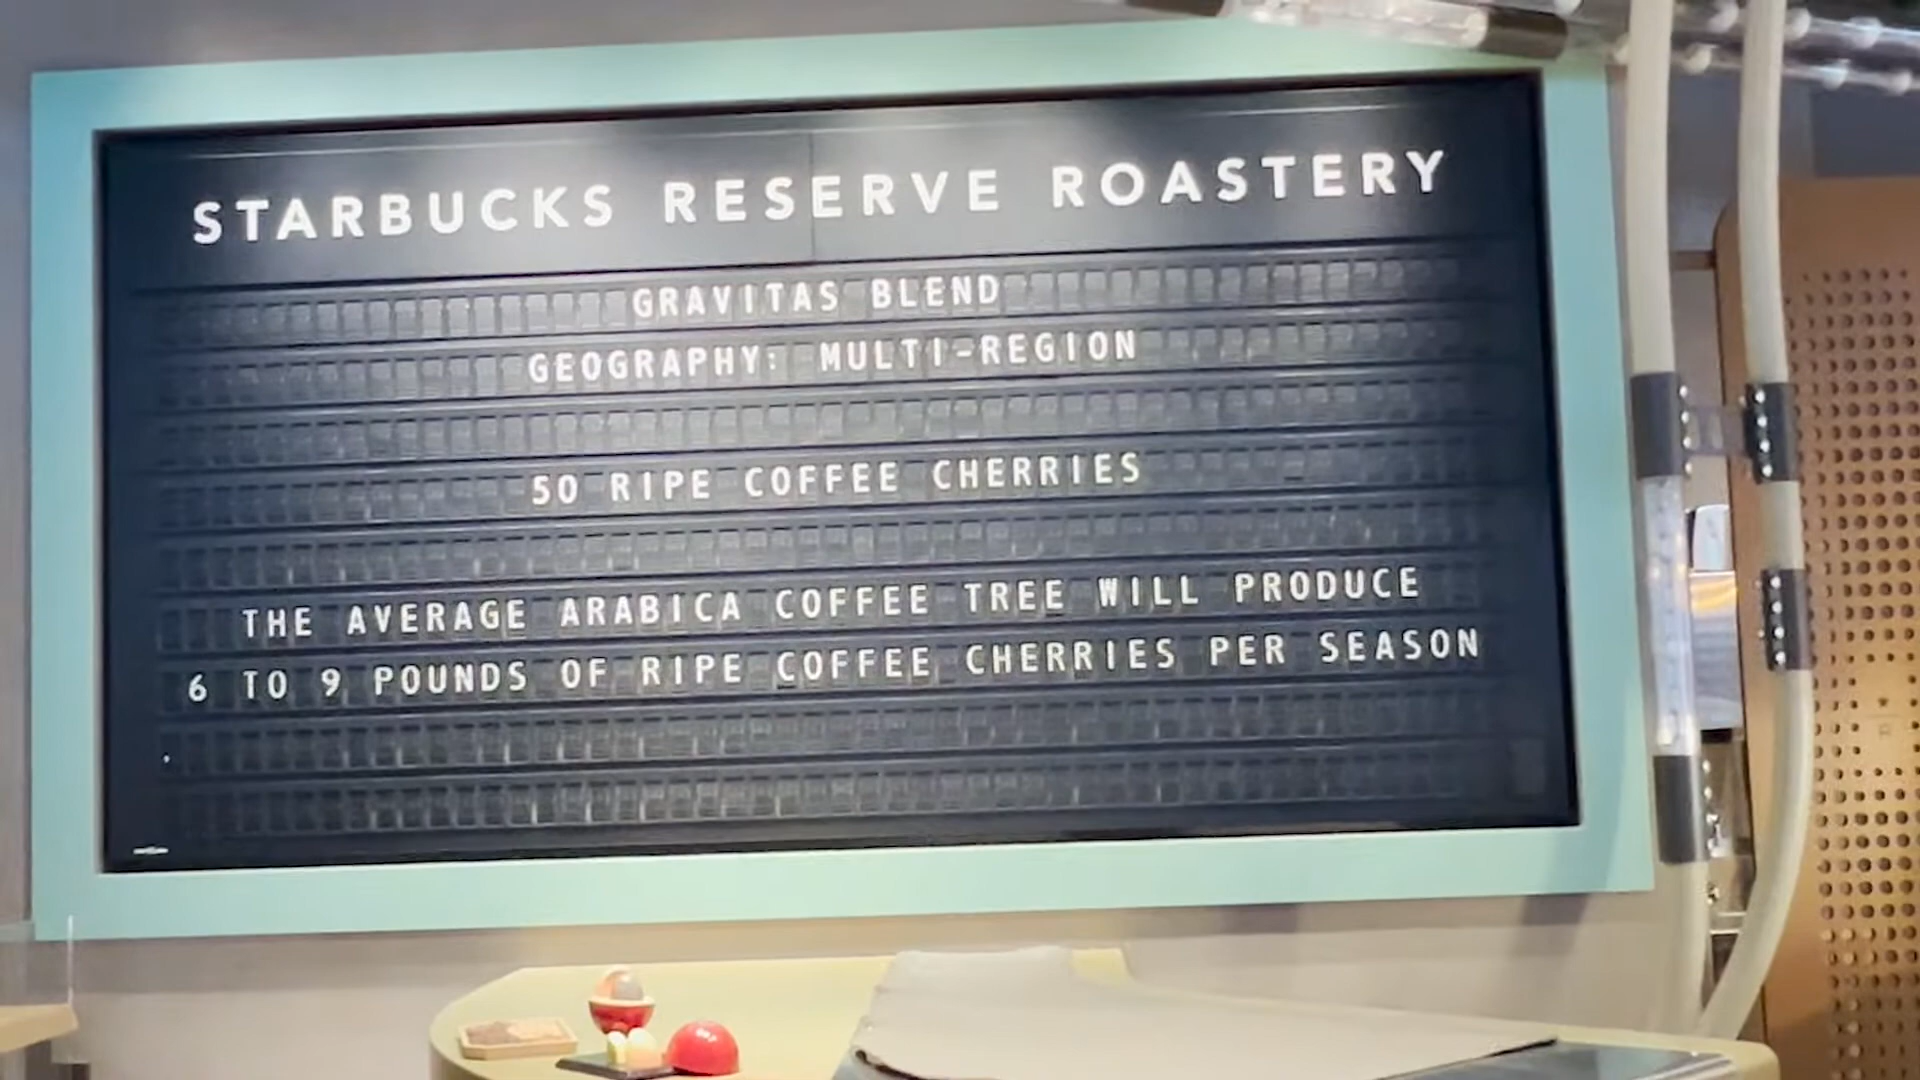 STARBUCKS RESERVE ROASTERY
GRAVITAS BLEND
GEOGRAPHY: MULTI-REGION
50 RIPE COFFEE CHERRIES
THE AVERAGE ARABICA COFFEE TREE WILL PRODUCE
6 TO 9 POUNDS OF RIPE COFFEE CHERRIES PER SEASON